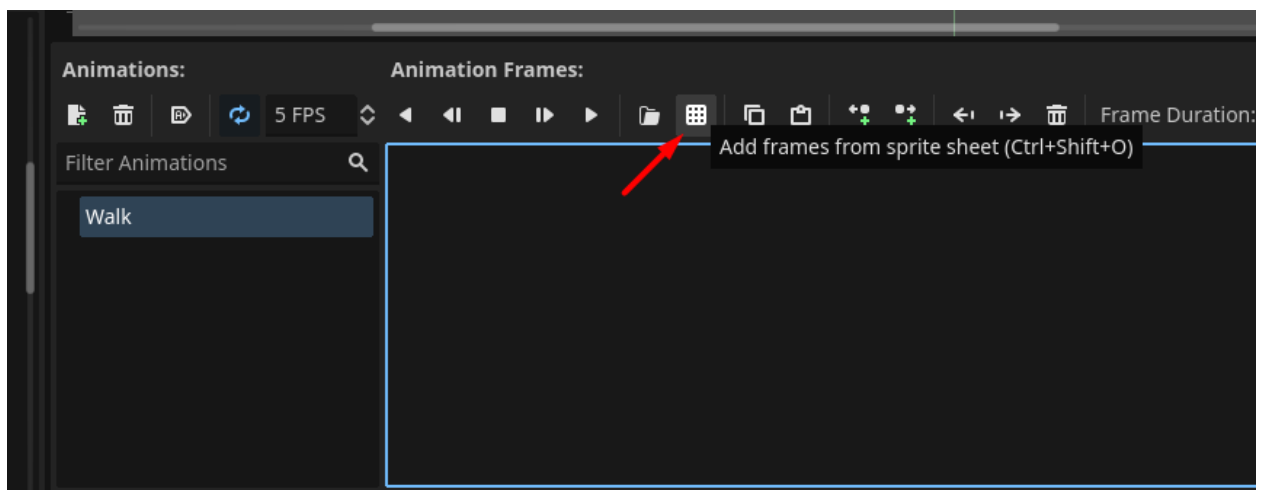 Animations:
Animation Frames:
5 FPS
Frame Duration:
Filter Animations
Add frames from sprite sheet (Ctrl+Shift+O)
Walk